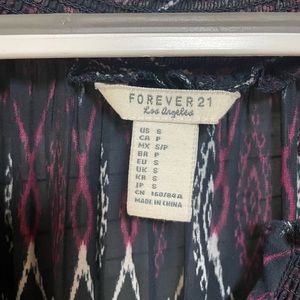 FOREVER 21
Los Angeles
US S
CA P
MX S/P
BR P
EU S
UK S
KR S
JP S
CN 160/84A
MADE IN CHINA